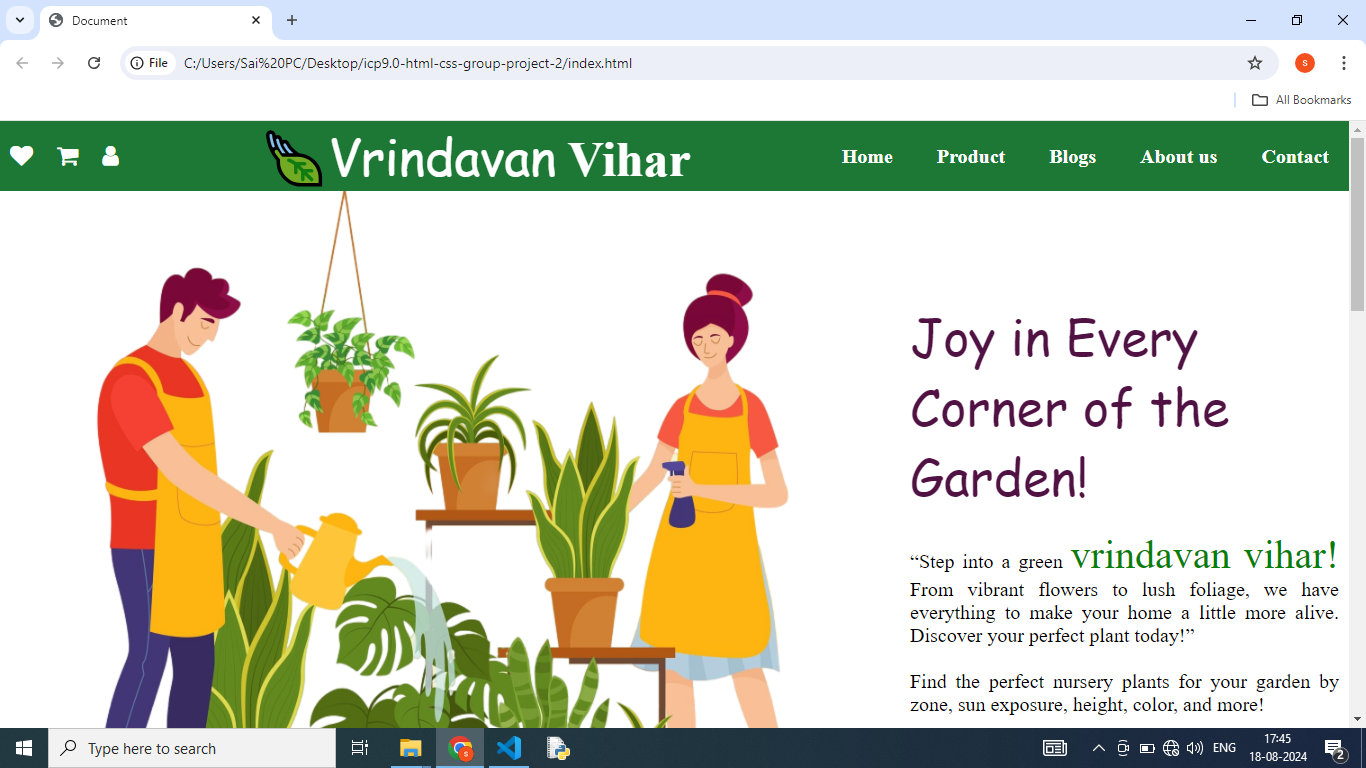 Document
File
C:/Users/Sai%20PC/Desktop/icp9.0-html-css-group-project-2/index.html
s
All Bookmarks
Vrindavan Vihar
Home Product Blogs About us Contact
Joy in Every
Corner of the
Garden!
“Step into a green vrindavan vihar!
From vibrant flowers to lush foliage, we have
everything to make your home a little more alive.
Discover your perfect plant today!”
Find the perfect nursery plants for your garden by
zone, sun exposure, height, color, and more!
Type here to search
s
ENG
17:45
18-08-2024
2